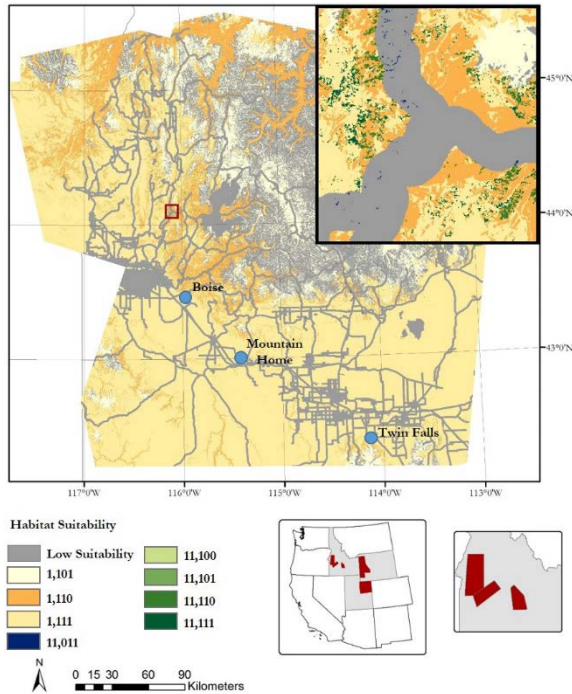 45°0'N
44°0'N
Boise
43°0'N
Mountain
Home
Twin Falls
117°0'W 116°0'W 115°0'W 114°0'W 113°0'W
Habitat Suitability
Low Suitability
1,101
1,110
1,111
11,011
11,100
11,101
11,110
11,111
N
0 15 30 60 90
Kilometers